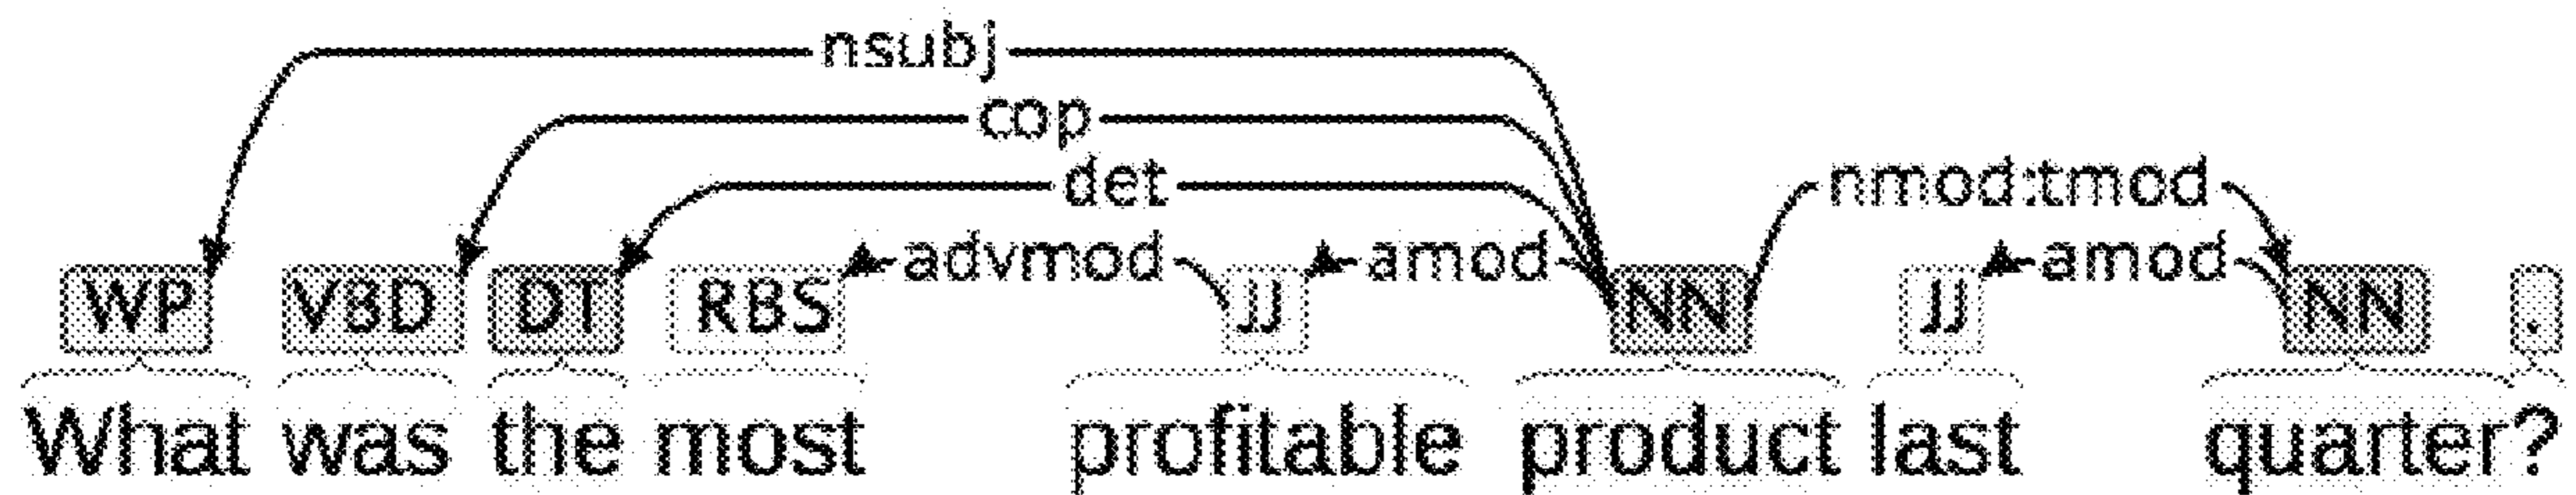 nsubj
cop
det nmod:tmod
advmod amod amod
WP VBD DT RBS JJ NN JJ NN .
What was the most profitable product last quarter?